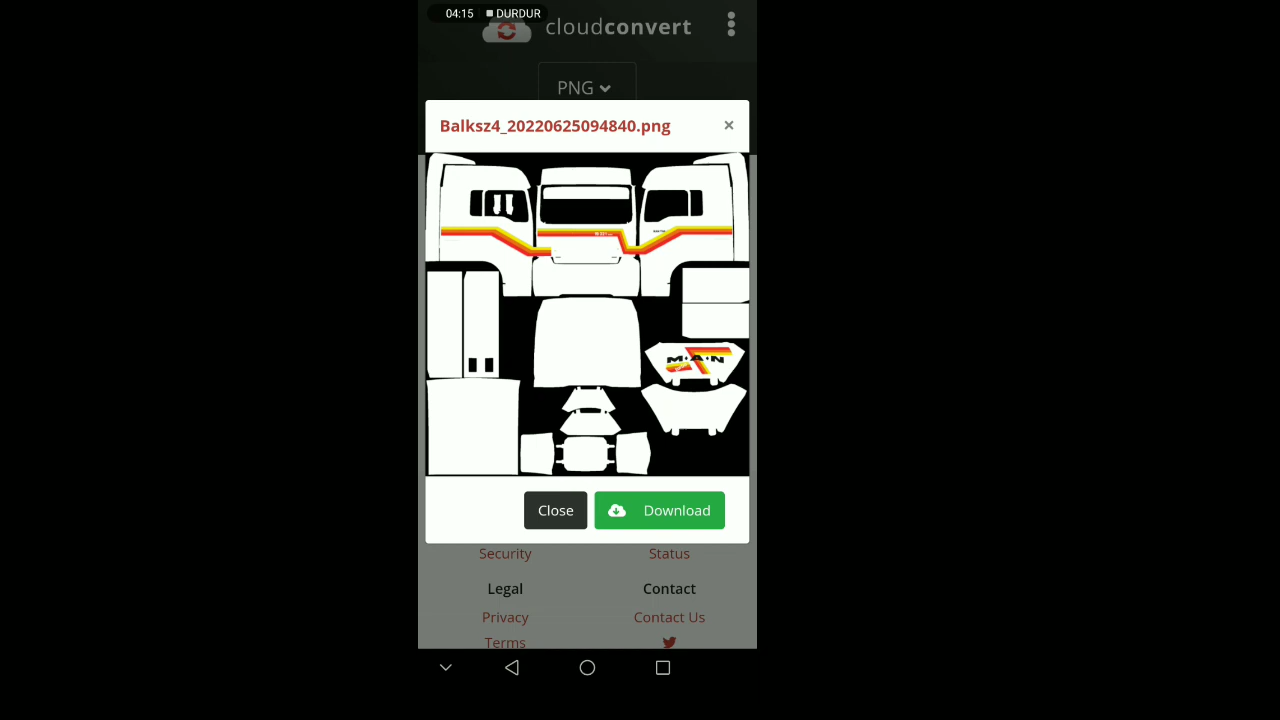 04:15 DURDUR
cloudconvert
PNG
Balksz4_20220625094840.png
×
M·A·N
Close
Download
Security
Status
Legal
Contact
Privacy
Contact Us
Terms